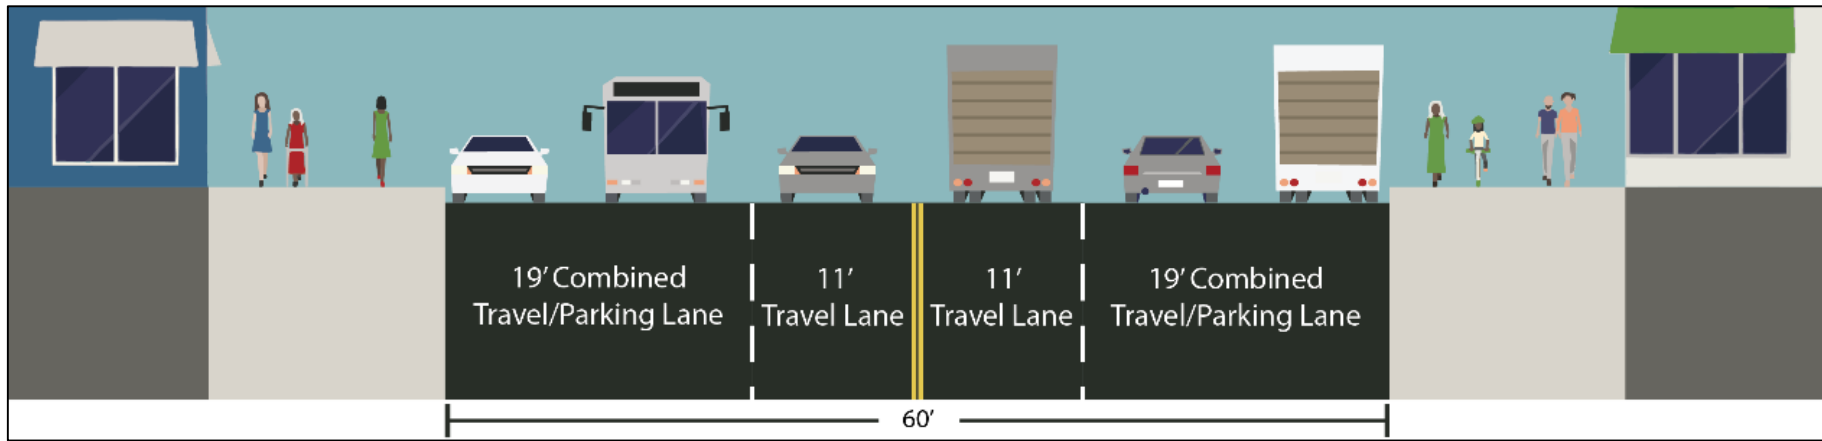 19’ Combined
Travel/Parking Lane
11’
Travel Lane
11’
Travel Lane
19’ Combined
Travel/Parking Lane
60’